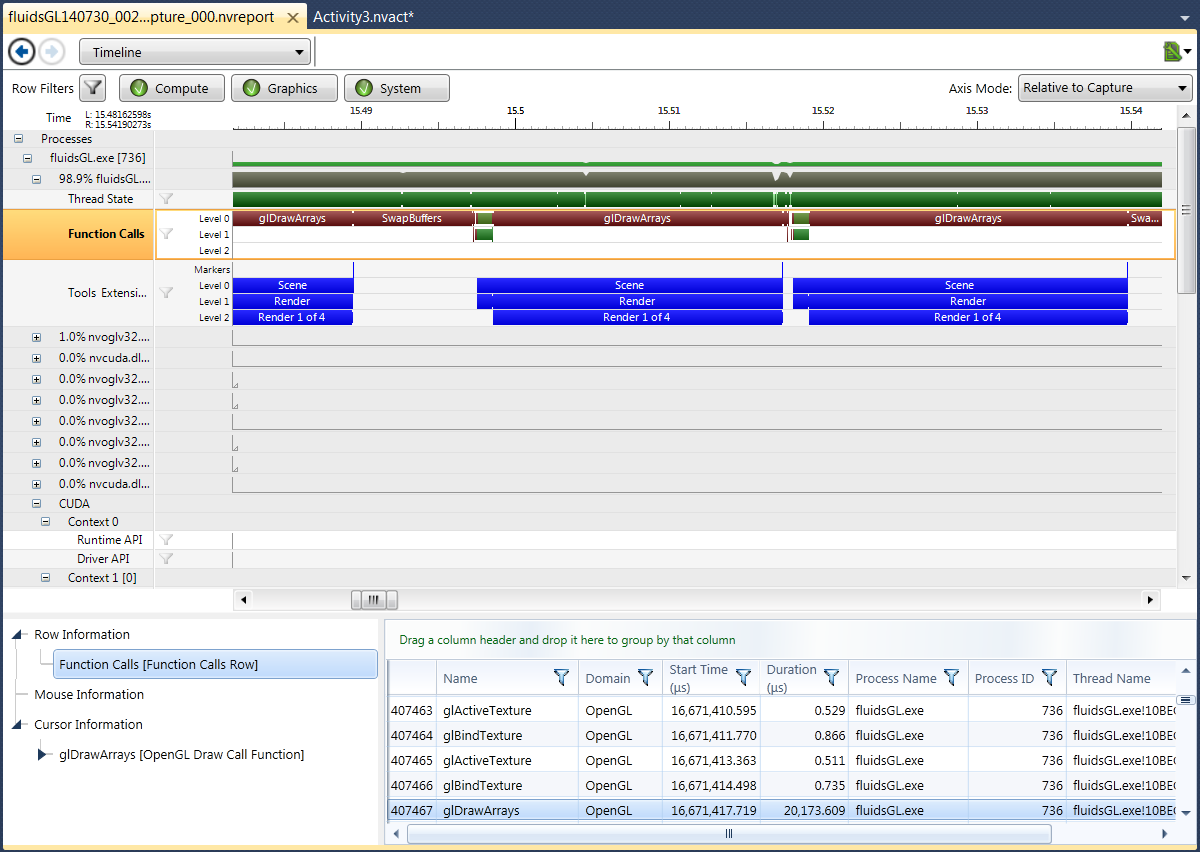 fluidsGL140730_002...pture_000.nvreport Activity3.nvact*
Timeline
Row Filters Compute Graphics System Axis Mode: Relative to Capture
Time L: 15.48162598s 15.49 15.5 15.51 15.52 15.53 15.54
R: 15.54190273s
Processes
fluidsGL.exe [736]
98.9% fluidsGL....
Thread State
Level 0 glDrawArrays SwapBuffers glDrawArrays glDrawArrays Swa...
Function Calls Level 1
Level 2
Markers
Level 0 Scene Scene Scene
Tools Extensi... Level 1 Render Render Render
Level 2 Render 1 of 4 Render 1 of 4 Render 1 of 4
1.0% nvoglv32....
0.0% nvcuda.dl...
0.0% nvoglv32....
0.0% nvoglv32....
0.0% nvoglv32....
0.0% nvoglv32....
0.0% nvoglv32....
0.0% nvcuda.dl...
CUDA
Context 0
Runtime API
Driver API
Context 1 [0]
Row Information
Function Calls [Function Calls Row]
Mouse Information
Cursor Information
glDrawArrays [OpenGL Draw Call Function]
Drag a column header and drop it here to group by that column
Name Domain Start Time (µs) Duration (µs) Process Name Process ID Thread Name
407463 glActiveTexture OpenGL 16,671,410.595 0.529 fluidsGL.exe 736 fluidsGL.exe!10BE
407464 glBindTexture OpenGL 16,671,411.770 0.866 fluidsGL.exe 736 fluidsGL.exe!10BE
407465 glActiveTexture OpenGL 16,671,413.363 0.511 fluidsGL.exe 736 fluidsGL.exe!10BE
407466 glBindTexture OpenGL 16,671,414.498 0.735 fluidsGL.exe 736 fluidsGL.exe!10BE
407467 glDrawArrays OpenGL 16,671,417.719 20,173.609 fluidsGL.exe 736 fluidsGL.exe!10BE